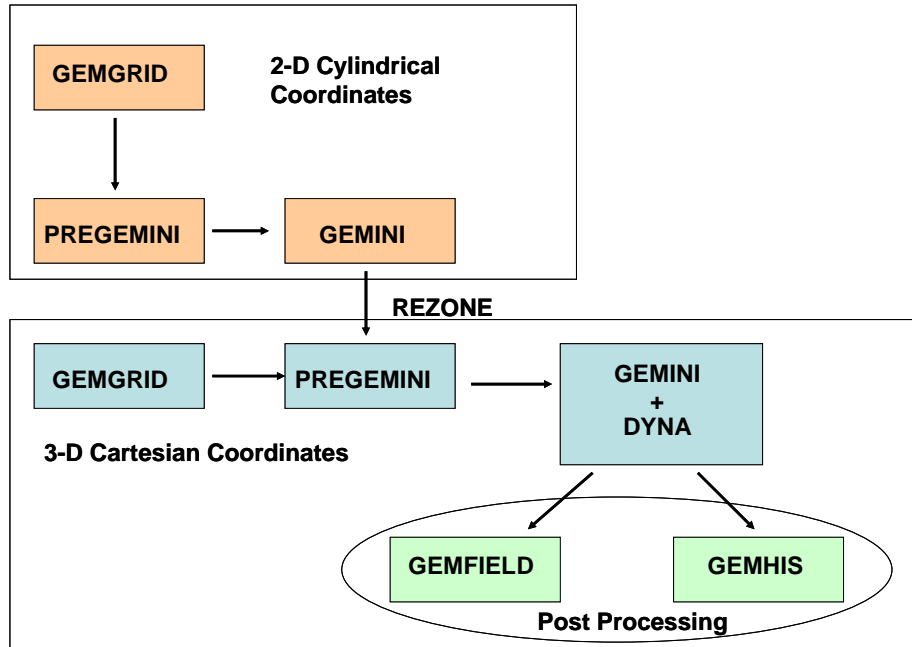 GEMGRID
2-D Cylindrical
Coordinates
PREGEMINI
GEMINI
REZONE
GEMGRID
PREGEMINI
GEMINI
+
DYNA
3-D Cartesian Coordinates
GEMFIELD
GEMHIS
Post Processing